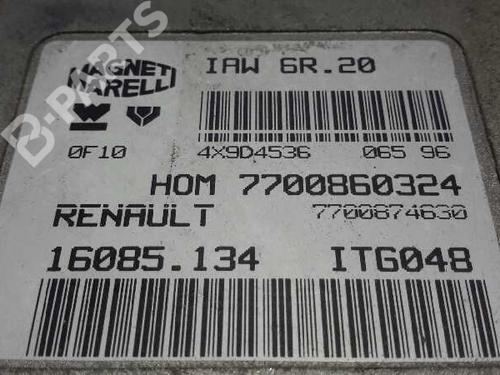 B-PARTS
MAGNETI MARELLI
IAW 6R.20
0F10 4X9D4536 065 96
HOM 7700860324
RENAULT 7700874630
16085.134 ITG048